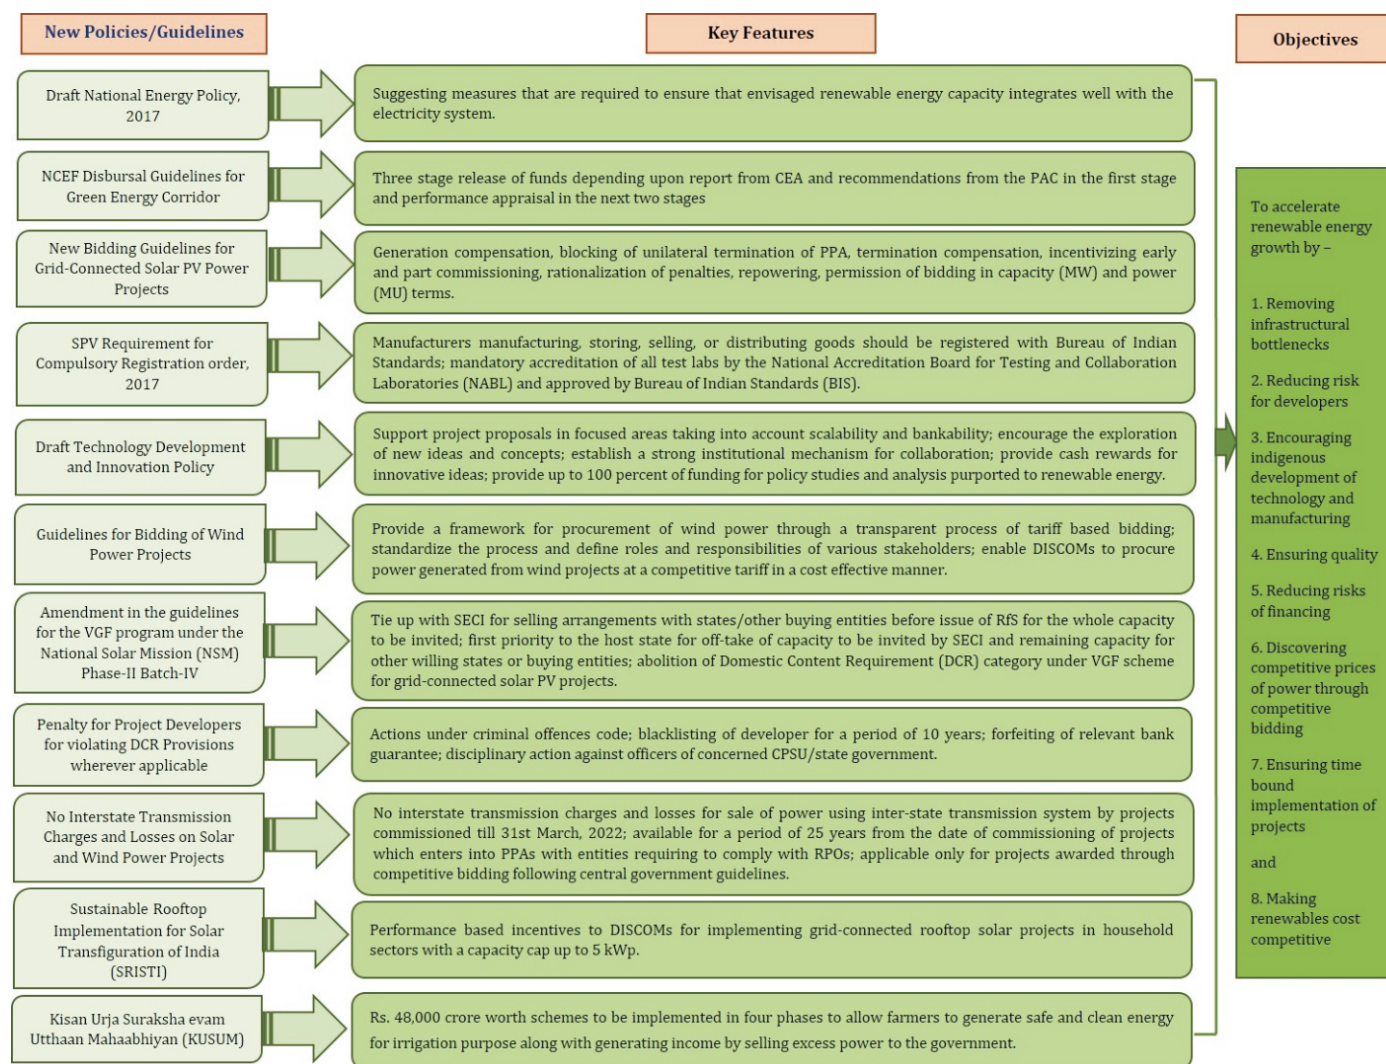 New Policies/Guidelines
Key Features
Objectives
Draft National Energy Policy,
2017
Suggesting measures that are required to ensure that envisaged renewable energy capacity integrates well with the
electricity system.
NCEF Disbursal Guidelines for
Green Energy Corridor
Three stage release of funds depending upon report from CEA and recommendations from the PAC in the first stage
and performance appraisal in the next two stages
New Bidding Guidelines for
Grid-Connected Solar PV Power
Projects
Generation compensation, blocking of unilateral termination of PPA, termination compensation, incentivizing early
and part commissioning, rationalization of penalties, repowering, permission of bidding in capacity (MW) and power
(MU) terms.
SPV Requirement for
Compulsory Registration order,
2017
Manufacturers manufacturing, storing, selling, or distributing goods should be registered with Bureau of Indian
Standards; mandatory accreditation of all test labs by the National Accreditation Board for Testing and Collaboration
Laboratories (NABL) and approved by Bureau of Indian Standards (BIS).
Draft Technology Development
and Innovation Policy
Support project proposals in focused areas taking into account scalability and bankability; encourage the exploration
of new ideas and concepts; establish a strong institutional mechanism for collaboration; provide cash rewards for
innovative ideas; provide up to 100 percent of funding for policy studies and analysis purported to renewable energy.
Guidelines for Bidding of Wind
Power Projects
Provide a framework for procurement of wind power through a transparent process of tariff based bidding;
standardize the process and define roles and responsibilities of various stakeholders; enable DISCOMs to procure
power generated from wind projects at a competitive tariff in a cost effective manner.
Amendment in the guidelines
for the VGF program under the
National Solar Mission (NSM)
Phase-II Batch-IV
Tie up with SECI for selling arrangements with states/other buying entities before issue of RfS for the whole capacity
to be invited; first priority to the host state for off-take of capacity to be invited by SECI and remaining capacity for
other willing states or buying entities; abolition of Domestic Content Requirement (DCR) category under VGF scheme
for grid-connected solar PV projects.
Penalty for Project Developers
for violating DCR Provisions
wherever applicable
Actions under criminal offences code; blacklisting of developer for a period of 10 years; forfeiting of relevant bank
guarantee; disciplinary action against officers of concerned CPSU/state government.
No Interstate Transmission
Charges and Losses on Solar
and Wind Power Projects
No interstate transmission charges and losses for sale of power using inter-state transmission system by projects
commissioned till 31st March, 2022; available for a period of 25 years from the date of commissioning of projects
which enters into PPAs with entities requiring to comply with RPOs; applicable only for projects awarded through
competitive bidding following central government guidelines.
Sustainable Rooftop
Implementation for Solar
Transfiguration of India
(SRISTI)
Performance based incentives to DISCOMs for implementing grid-connected rooftop solar projects in household
sectors with a capacity cap up to 5 kWp.
Kisan Urja Suraksha evam
Utthaan Mahaabhiyan (KUSUM)
Rs. 48,000 crore worth schemes to be implemented in four phases to allow farmers to generate safe and clean energy
for irrigation purpose along with generating income by selling excess power to the government.
To accelerate
renewable energy
growth by –
1. Removing
infrastructural
bottlenecks
2. Reducing risk
for developers
3. Encouraging
indigenous
development of
technology and
manufacturing
4. Ensuring quality
5. Reducing risks
of financing
6. Discovering
competitive prices
of power through
competitive
bidding
7. Ensuring time
bound
implementation of
projects
and
8. Making
renewables cost
competitive